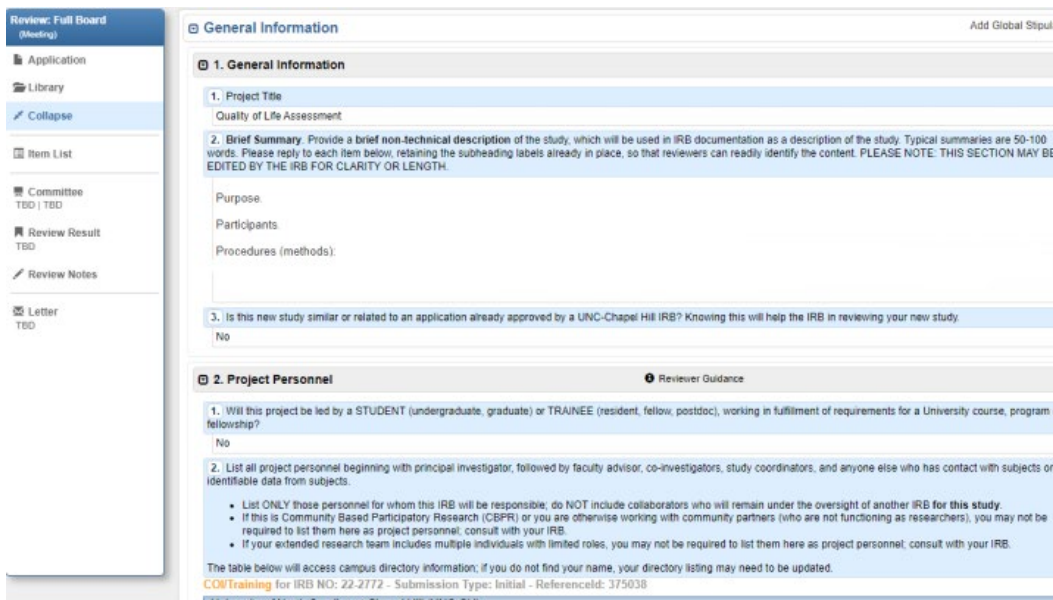 Review: Full Board
(Meeting)
Application
Library
Collapse
Item List
Committee
TBD | TBD
Review Result
TBD
Review Notes
Letter
TBD
General Information
Add Global Stipul
1. General Information
1. Project Title
Quality of Life Assessment
2. Brief Summary. Provide a brief non-technical description of the study, which will be used in IRB documentation as a description of the study. Typical summaries are 50-100
words. Please reply to each item below, retaining the subheading labels already in place, so that reviewers can readily identify the content. PLEASE NOTE: THIS SECTION MAY BE
EDITED BY THE IRB FOR CLARITY OR LENGTH.
Purpose.
Participants.
Procedures (methods):
3. Is this new study similar or related to an application already approved by a UNC-Chapel Hill IRB? Knowing this will help the IRB in reviewing your new study.
No
2. Project Personnel
Reviewer Guidance
1. Will this project be led by a STUDENT (undergraduate, graduate) or TRAINEE (resident, fellow, postdoc), working in fulfillment of requirements for a University course, program
fellowship?
No
2. List all project personnel beginning with principal investigator, followed by faculty advisor, co-investigators, study coordinators, and anyone else who has contact with subjects or
identifiable data from subjects.
• List ONLY those personnel for whom this IRB will be responsible; do NOT include collaborators who will remain under the oversight of another IRB for this study.
• If this is Community Based Participatory Research (CBPR) or you are otherwise working with community partners (who are not functioning as researchers), you may not be
required to list them here as project personnel; consult with your IRB.
• If your extended research team includes multiple individuals with limited roles, you may not be required to list them here as project personnel; consult with your IRB.
The table below will access campus directory information; if you do not find your name, your directory listing may need to be updated.
COI/Training for IRB NO: 22-2772 - Submission Type: Initial - ReferenceId: 375038